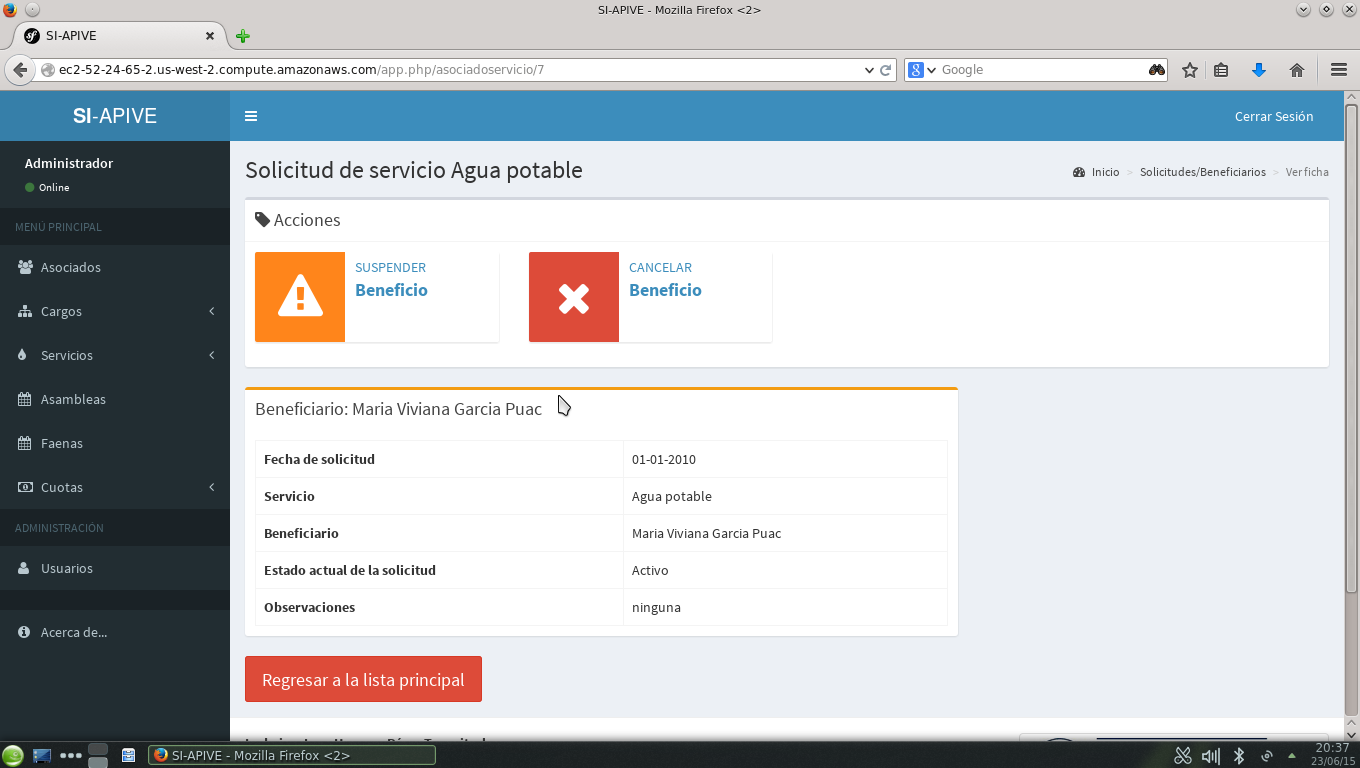 SI-APIVE - Mozilla Firefox <2>
SI-APIVE
ec2-52-24-65-2.us-west-2.compute.amazonaws.com/app.php/asociadoservicio/7
Google
SI-APIVE
Cerrar Sesión
Administrador
Online
MENÚ PRINCIPAL
Asociados
Cargos
Servicios
Asambleas
Faenas
Cuotas
ADMINISTRACIÓN
Usuarios
Acerca de...
Solicitud de servicio Agua potable
Inicio > Solicitudes/Beneficiarios > Ver ficha
Acciones
SUSPENDER
Beneficio
CANCELAR
Beneficio
Beneficiario: Maria Viviana Garcia Puac
Fecha de solicitud 01-01-2010
Servicio Agua potable
Beneficiario Maria Viviana Garcia Puac
Estado actual de la solicitud Activo
Observaciones ninguna
Regresar a la lista principal
SI-APIVE - Mozilla Firefox <2>
20:37
23/06/15